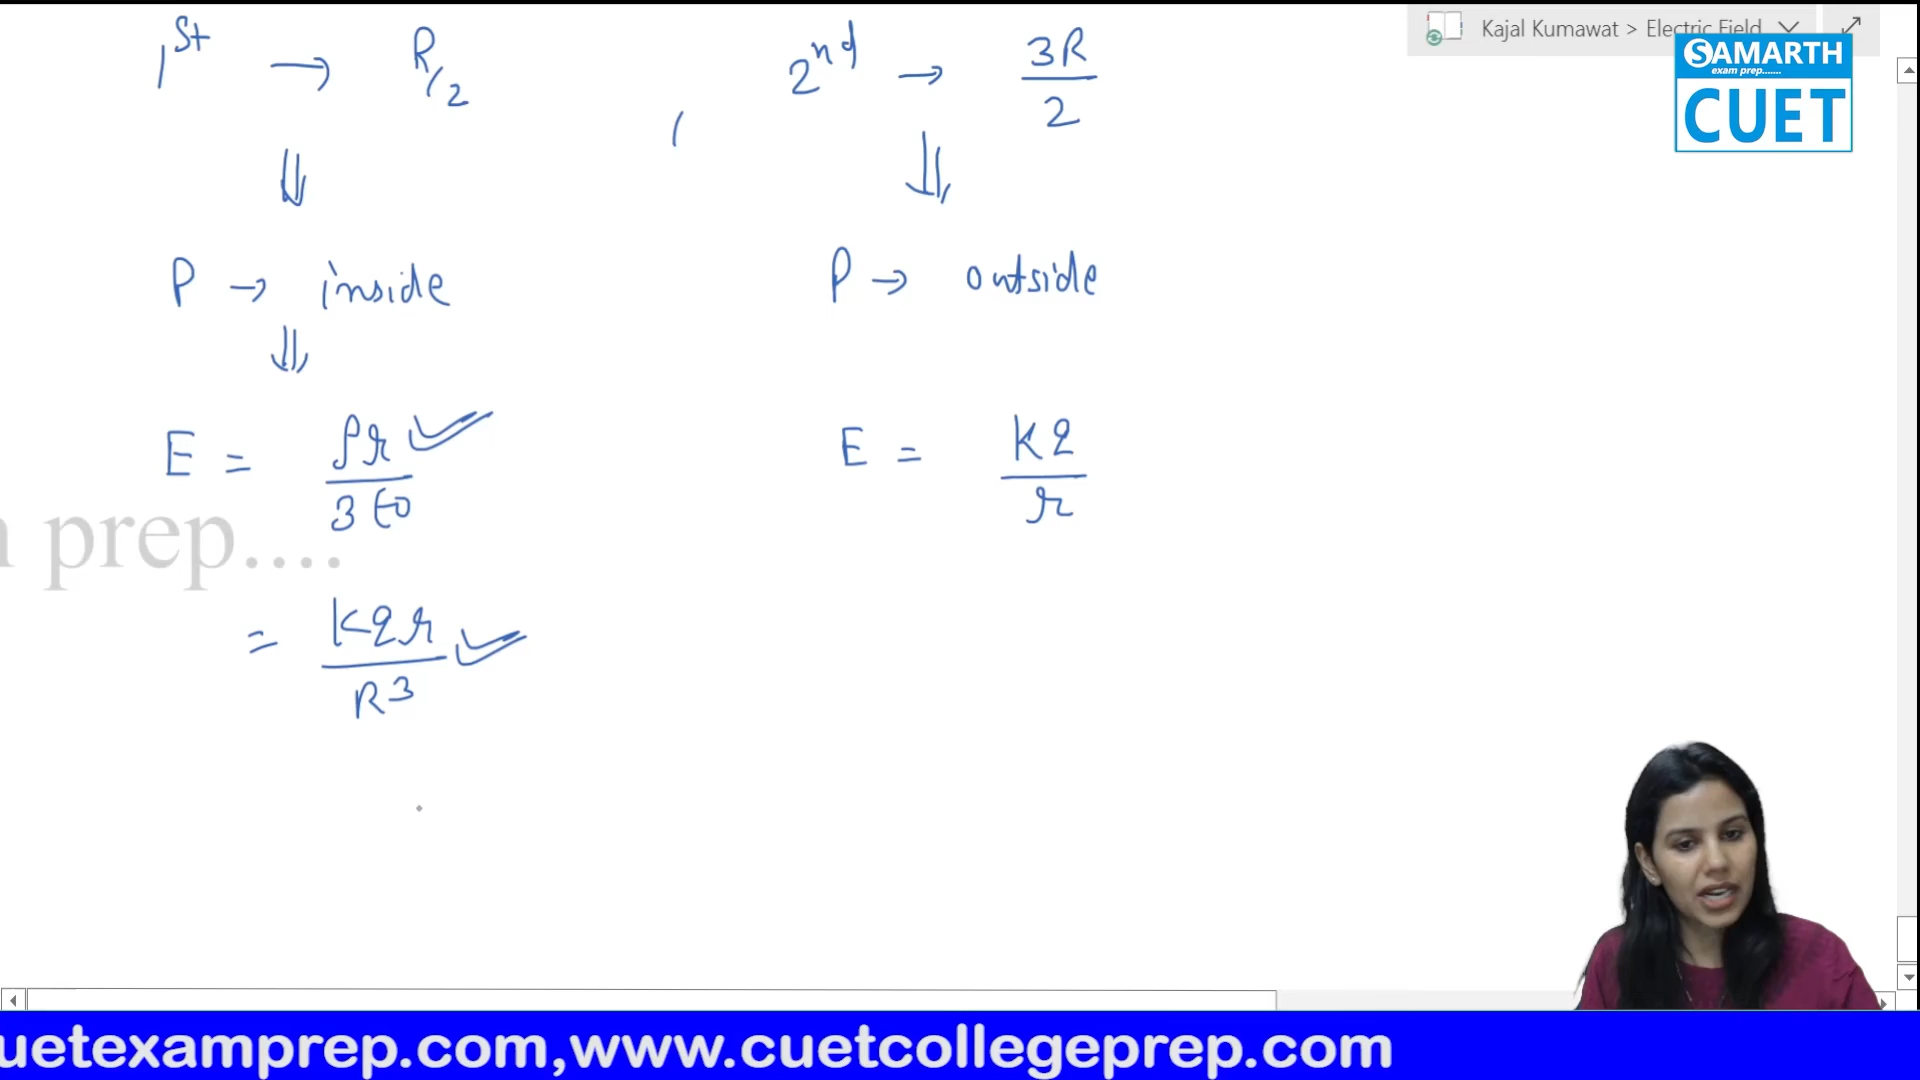 Kajal Kumawat > Electric Field
SAMARTH
exam prep.......
CUET
1st → R/2 , 2nd → 3R/2
⇓ ⇓
P → inside P → outside
⇓
E = ρr/3ε0 ✓ E = Kq/r
prep....
= Kqr/R³ ✓
uetexamprep.com,www.cuetcollegeprep.com